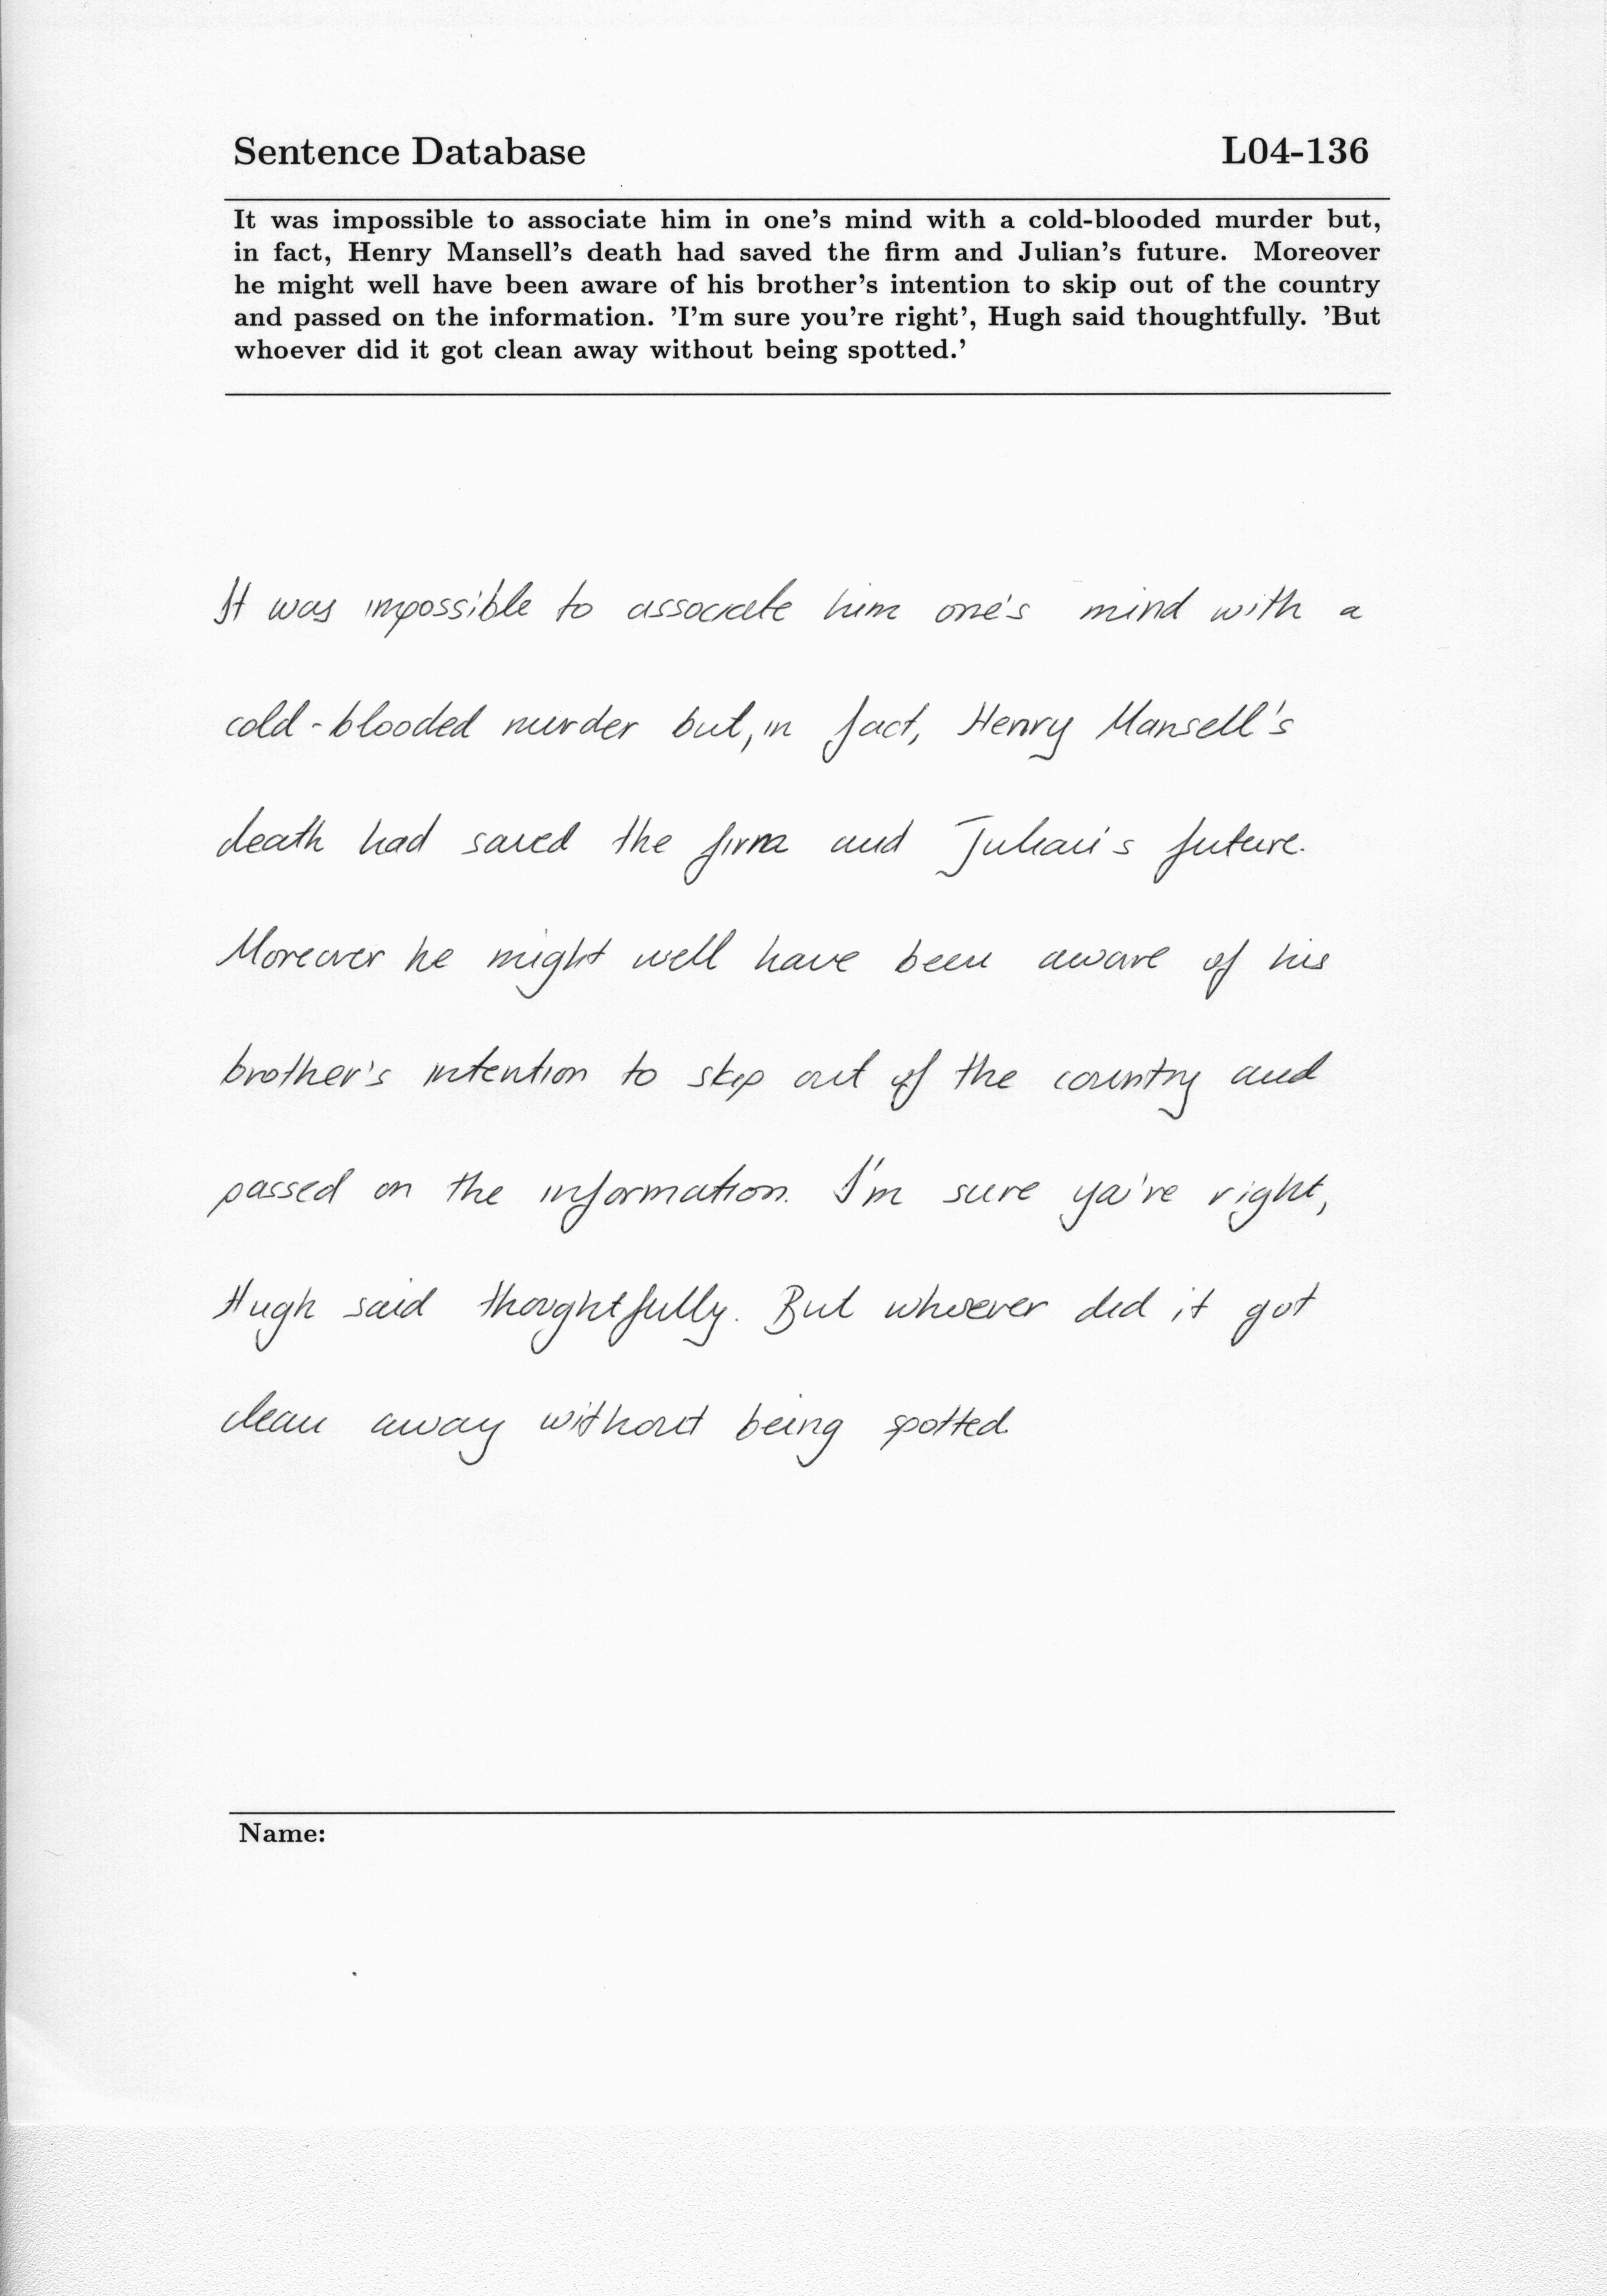 Sentence Database L04-136
It was impossible to associate him in one's mind with a cold-blooded murder but,
in fact, Henry Mansell's death had saved the firm and Julian's future. Moreover
he might well have been aware of his brother's intention to skip out of the country
and passed on the information. 'I'm sure you're right', Hugh said thoughtfully. 'But
whoever did it got clean away without being spotted.'
It was impossible to associate him one's mind with a
cold-blooded murder but, in fact, Henry Mansell's
death had saved the firm and Julian's future.
Moreover he might well have been aware of his
brother's intention to skip out of the country and
passed on the information. I'm sure you're right,
Hugh said thoughtfully. But whoever did it got
clean away without being spotted.
Name: